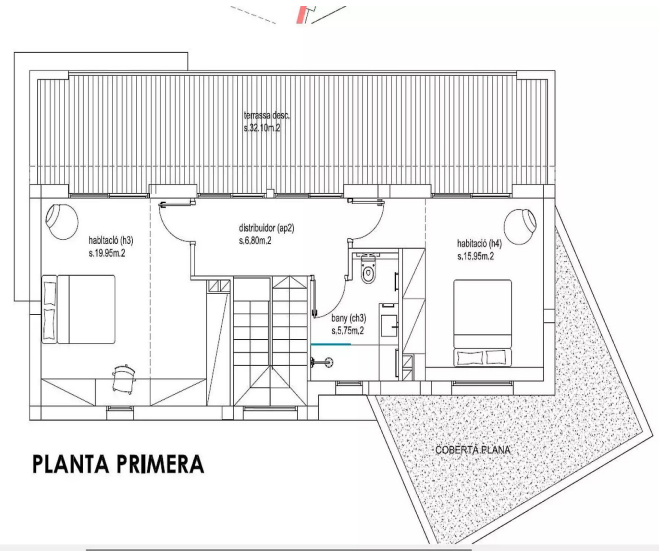 terrassa desc.
s.32.10m.2
habitació (h3)
s.19.95m.2
distribuidor (ap2)
s.6.80m.2
habitació (h4)
s.15.95m.2
bany (ch3)
s.5.75m.2
COBERTA PLANA
PLANTA PRIMERA